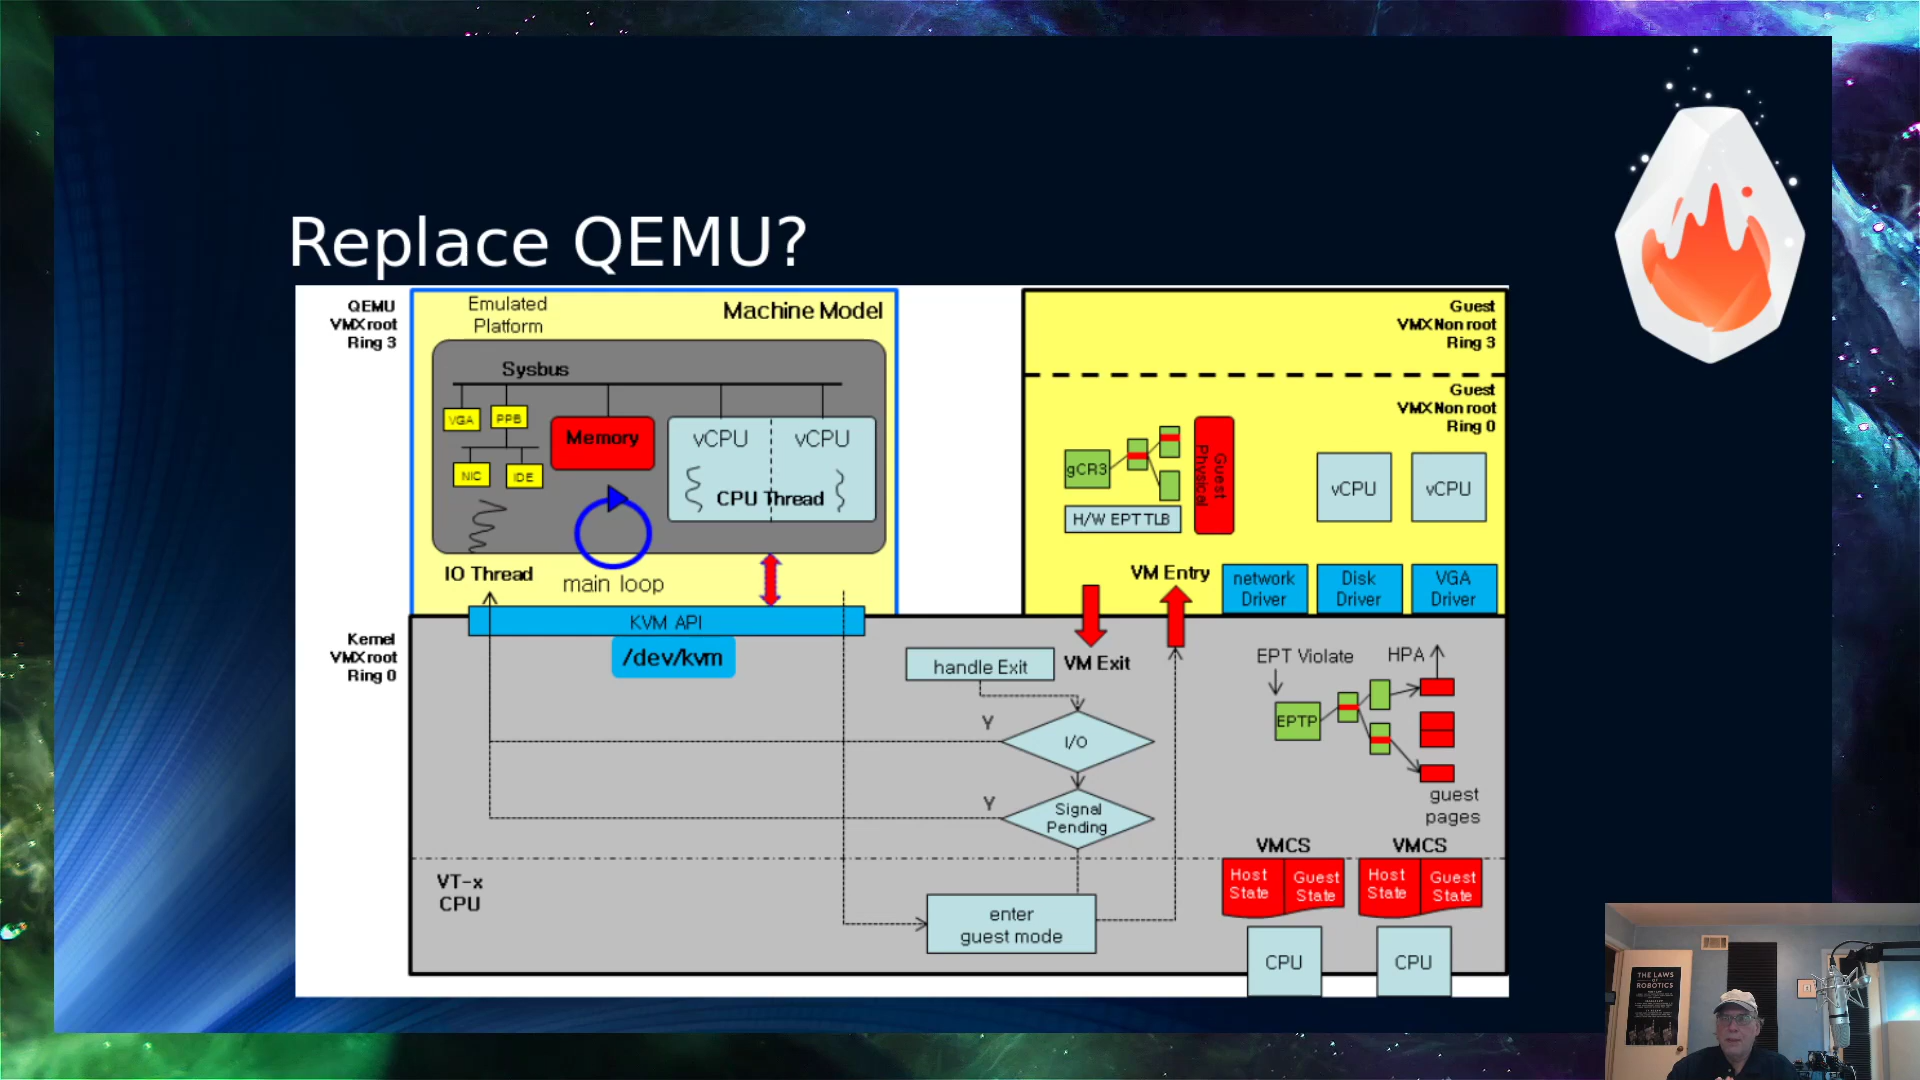 Replace QEMU?
QEMU
VMX root
Ring 3
Emulated
Platform
Machine Model
Sysbus
VGA
PPB
NIC
IDE
Memory
vCPU
vCPU
CPU Thread
IO Thread
main loop
KVM API
/dev/kvm
Guest
VMX Non root
Ring 3
Guest
VMX Non root
Ring 0
gCR3
Guest
Physical
H/W EPT TLB
vCPU
vCPU
VM Entry
network
Driver
Disk
Driver
VGA
Driver
Kernel
VMX root
Ring 0
handle Exit
VM Exit
Y
I/O
Y
Signal
Pending
EPT Violate
HPA
EPTP
guest
pages
VT-x
CPU
enter
guest mode
VMCS
VMCS
Host
State
Guest
State
Host
State
Guest
State
CPU
CPU
THE LAWS
OF
ROBOTICS